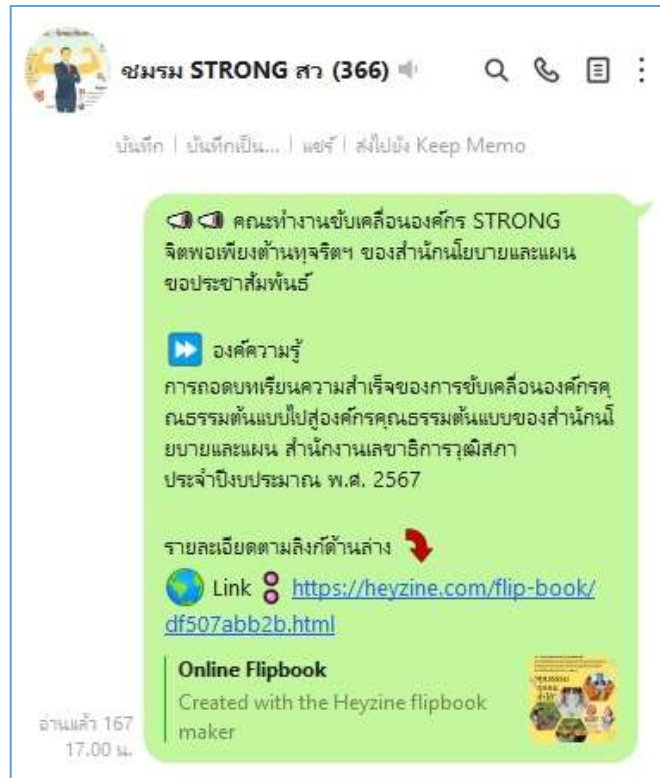 ชมรม STRONG สว (366)
บันทึก | บันทึกเป็น... | แชร์ | ส่งไปยัง Keep Memo
คณะทำงานขับเคลื่อนองค์กร STRONG
จิตพอเพียงต้านทุจริตฯ ของสำนักนโยบายและแผน
ขอประชาสัมพันธ์
องค์ความรู้
การถอดบทเรียนความสำเร็จของการขับเคลื่อนองค์กรคุ
ณธรรมต้นแบบไปสู่องค์กรคุณธรรมต้นแบบของสำนักนโ
ยบายและแผน สำนักงานเลขาธิการวุฒิสภา
ประจำปีงบประมาณ พ.ศ. 2567
รายละเอียดตามลิงก์ด้านล่าง
Link https://heyzine.com/flip-book/
df507abb2b.html
Online Flipbook
Created with the Heyzine flipbook
maker
อ่านแล้ว 167
17.00 น.